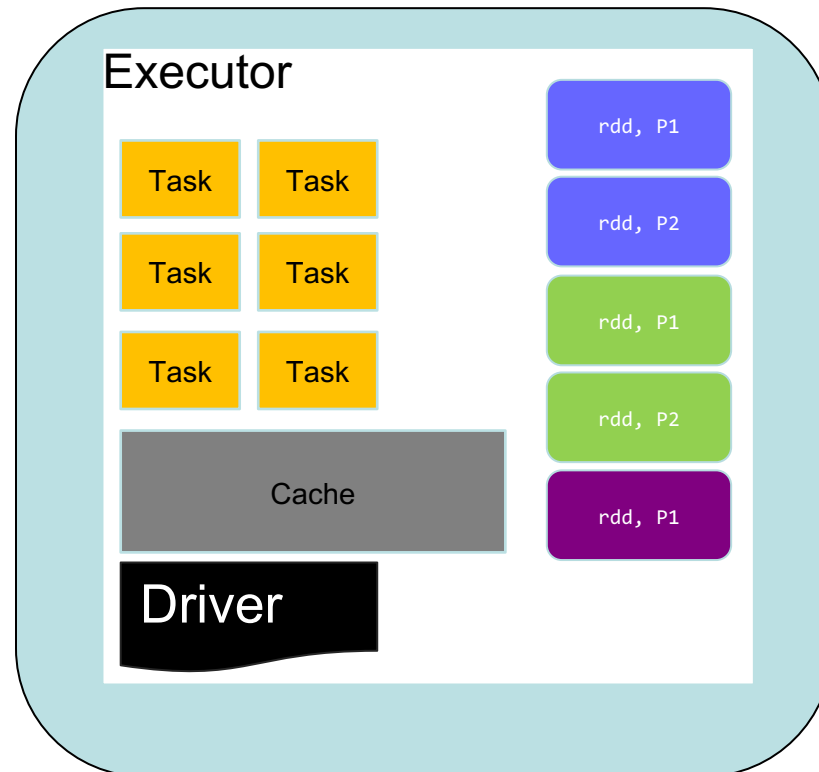 Executor
Task Task
Task Task
Task Task
Cache
Driver
rdd, P1
rdd, P2
rdd, P1
rdd, P2
rdd, P1